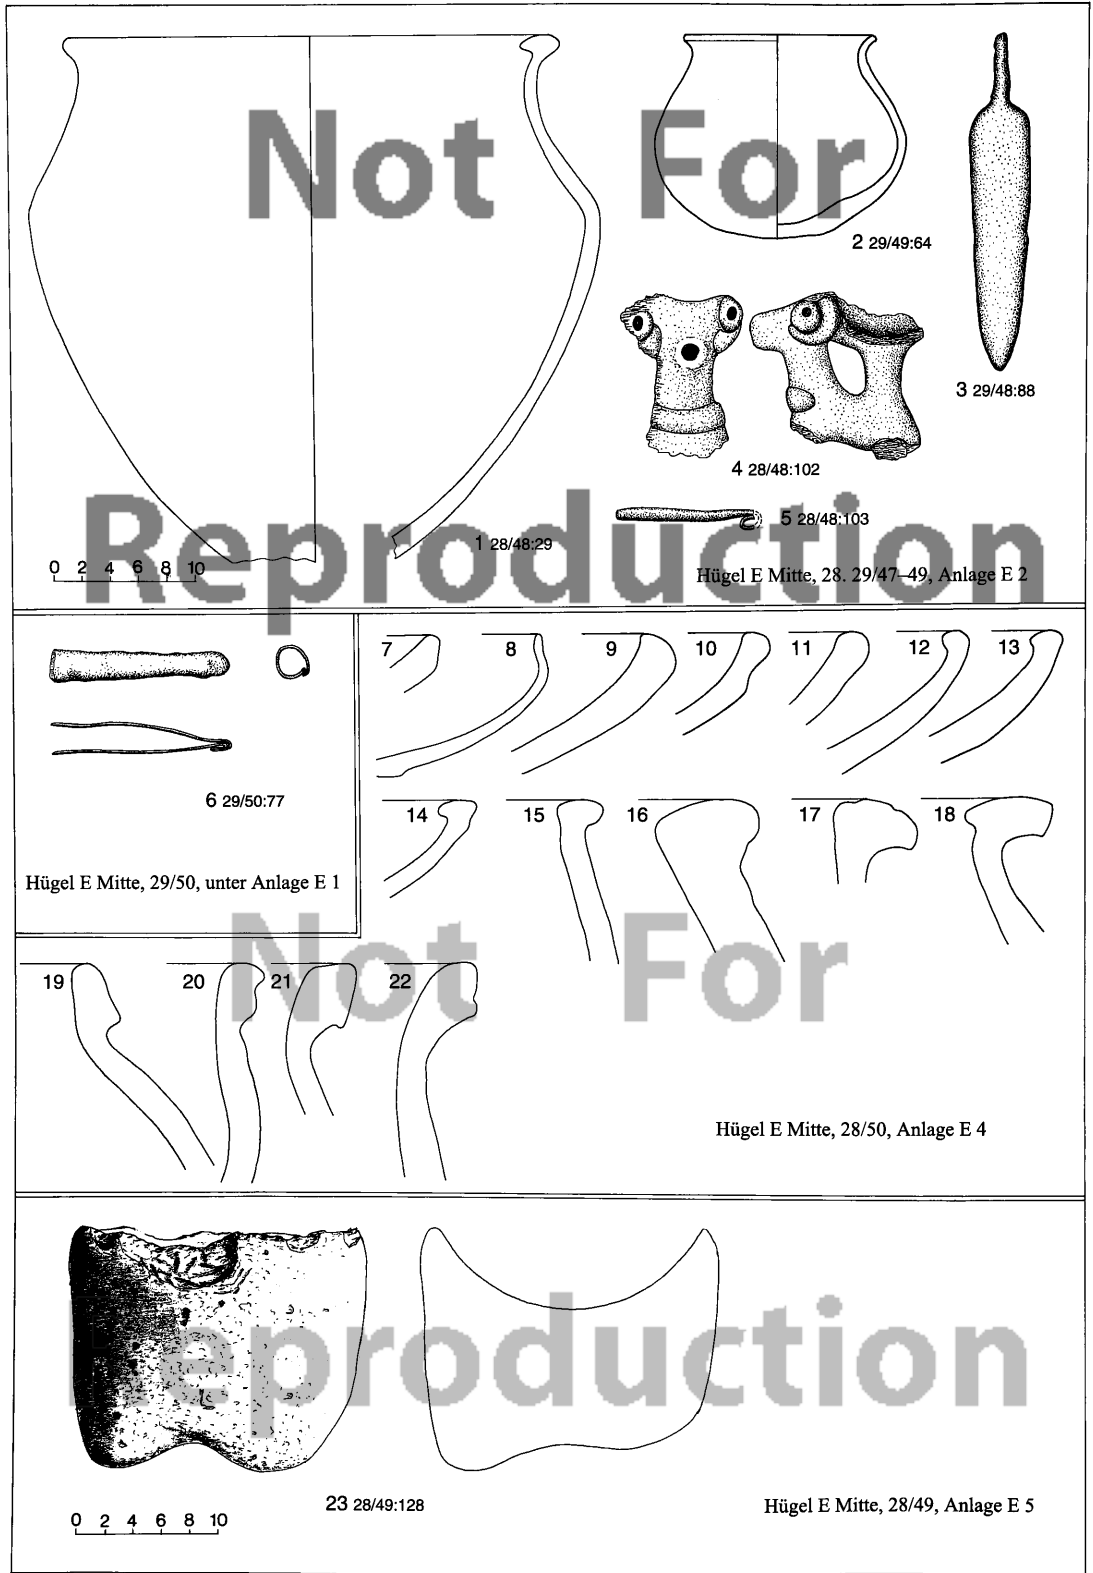 Not For
2 29/49:64
3 29/48:88
4 28/48:102
5 28/48:103
1 28/48:29
Reproduction
0 2 4 6 8 10
Hügel E Mitte, 28. 29/47–49, Anlage E 2
6 29/50:77
Hügel E Mitte, 29/50, unter Anlage E 1
7 8 9 10 11 12 13
14 15 16 17 18
Not For
19 20 21 22
Hügel E Mitte, 28/50, Anlage E 4
Reproduction
23 28/49:128
0 2 4 6 8 10
Hügel E Mitte, 28/49, Anlage E 5